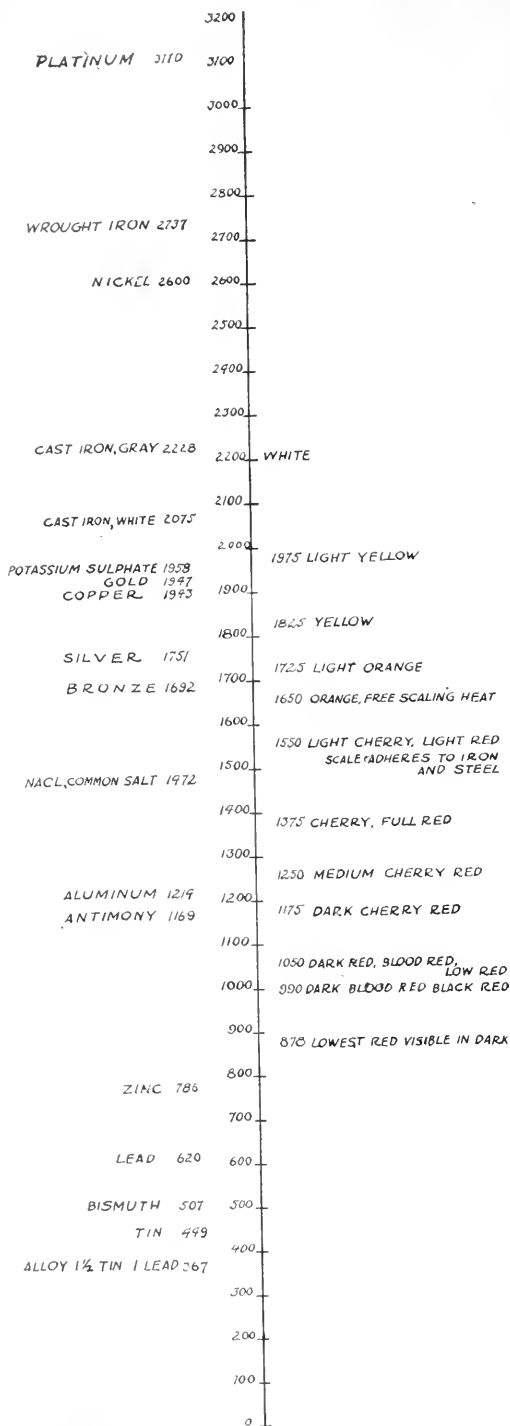 3200
PLATINUM 3110 3100
3000
2900
2800
WROUGHT IRON 2737
2700
NICKEL 2600 2600
2500
2400
2300
CAST IRON, GRAY 2228
2200 WHITE
2100
CAST IRON, WHITE 2075
2000
1975 LIGHT YELLOW
POTASSIUM SULPHATE 1958
GOLD 1947
COPPER 1943
1900
1825 YELLOW
1800
SILVER 1751
1725 LIGHT ORANGE
1700
BRONZE 1692
1650 ORANGE, FREE SCALING HEAT
1600
1550 LIGHT CHERRY, LIGHT RED
SCALE ADHERES TO IRON
AND STEEL
1500
NACL, COMMON SALT 1472
1400
1375 CHERRY, FULL RED
1300
1250 MEDIUM CHERRY RED
ALUMINUM 1219
1200
1175 DARK CHERRY RED
ANTIMONY 1169
1100
1050 DARK RED, BLOOD RED,
LOW RED
1000
990 DARK BLOOD RED BLACK RED
900
878 LOWEST RED VISIBLE IN DARK
800
ZINC 786
700
LEAD 620
600
BISMUTH 507 500
TIN 449
400
ALLOY 1½ TIN 1 LEAD 367
300
200
100
0